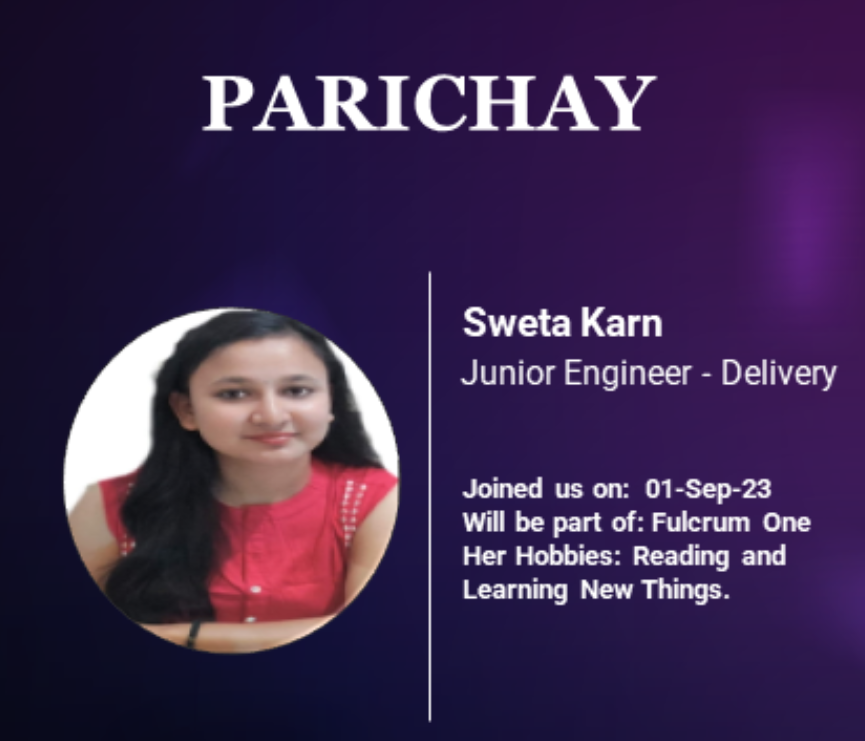 PARICHAY
Sweta Karn
Junior Engineer - Delivery
Joined us on: 01-Sep-23
Will be part of: Fulcrum One
Her Hobbies: Reading and
Learning New Things.